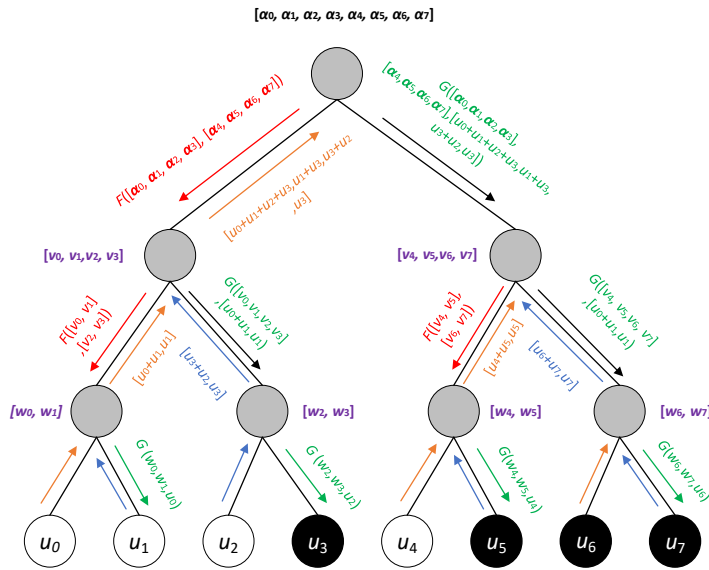 [α₀, α₁, α₂, α₃, α₄, α₅, α₆, α₇]
F([α₀, α₁, α₂, α₃], [α₄, α₅, α₆, α₇])
[u₀+u₁+u₂+u₃,u₁+u₃,u₃+u₂
,u₃]
G([α₀,α₁,α₂,α₃],
[α₄,α₅,α₆,α₇],[u₀+u₁+u₂+u₃,u₁+u₃,
u₃+u₂,u₃])
[v₀, v₁,v₂, v₃]
[v₄, v₅,v₆, v₇]
F([v₀, v₁]
,[v₂, v₃])
[u₀+u₁,u₁]
[u₃+u₂,u₃]
G([v₀,v₁,v₂,v₃]
,[u₀+u₁,u₁)
F([v₄, v₅],
[v₆, v₇])
[u₄+u₅,u₅]
[u₆+u₇,u₇]
G([v₄, v₅,v₆, v₇]
,[u₀+u₁,u₁)
[w₀, w₁]
[w₂, w₃]
[w₄, w₅]
[w₆, w₇]
G (w₀,w₁,u₀)
G (w₂,w₃,u₂)
G(w₄,w₅,u₄)
G(w₆,w₇,u₆)
u₀ u₁ u₂ u₃ u₄ u₅ u₆ u₇